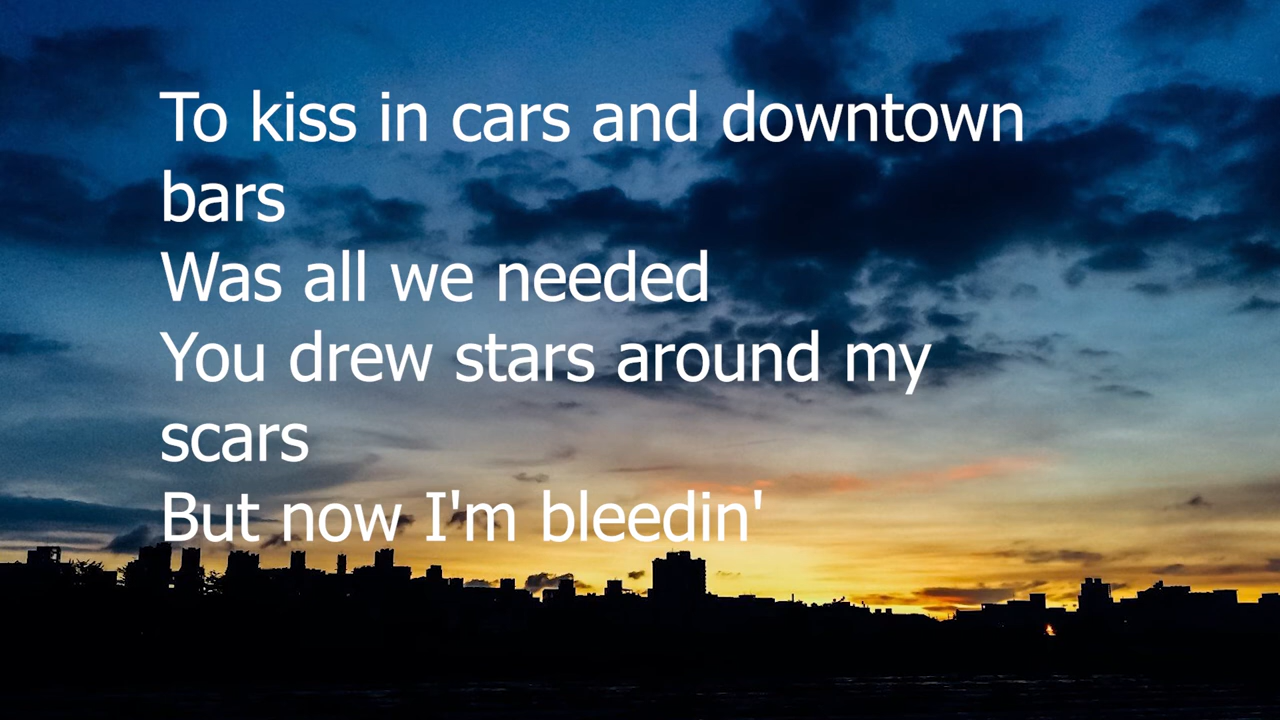 To kiss in cars and downtown
bars
Was all we needed
You drew stars around my
scars
But now I'm bleedin'